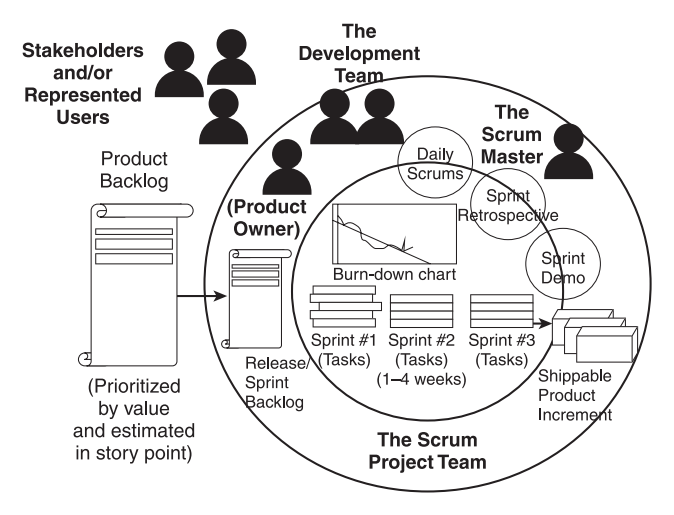 Stakeholders
and/or
Represented
Users
The
Development
Team
The
Scrum
Master
Product
Backlog
Daily
Scrums
Sprint
Retrospective
(Product
Owner)
Sprint
Demo
Burn-down chart
Sprint #1
(Tasks)
Sprint #2
(Tasks)
(1–4 weeks)
Sprint #3
(Tasks)
Release/
Sprint
Backlog
Shippable
Product
Increment
(Prioritized
by value
and estimated
in story point)
The Scrum
Project Team